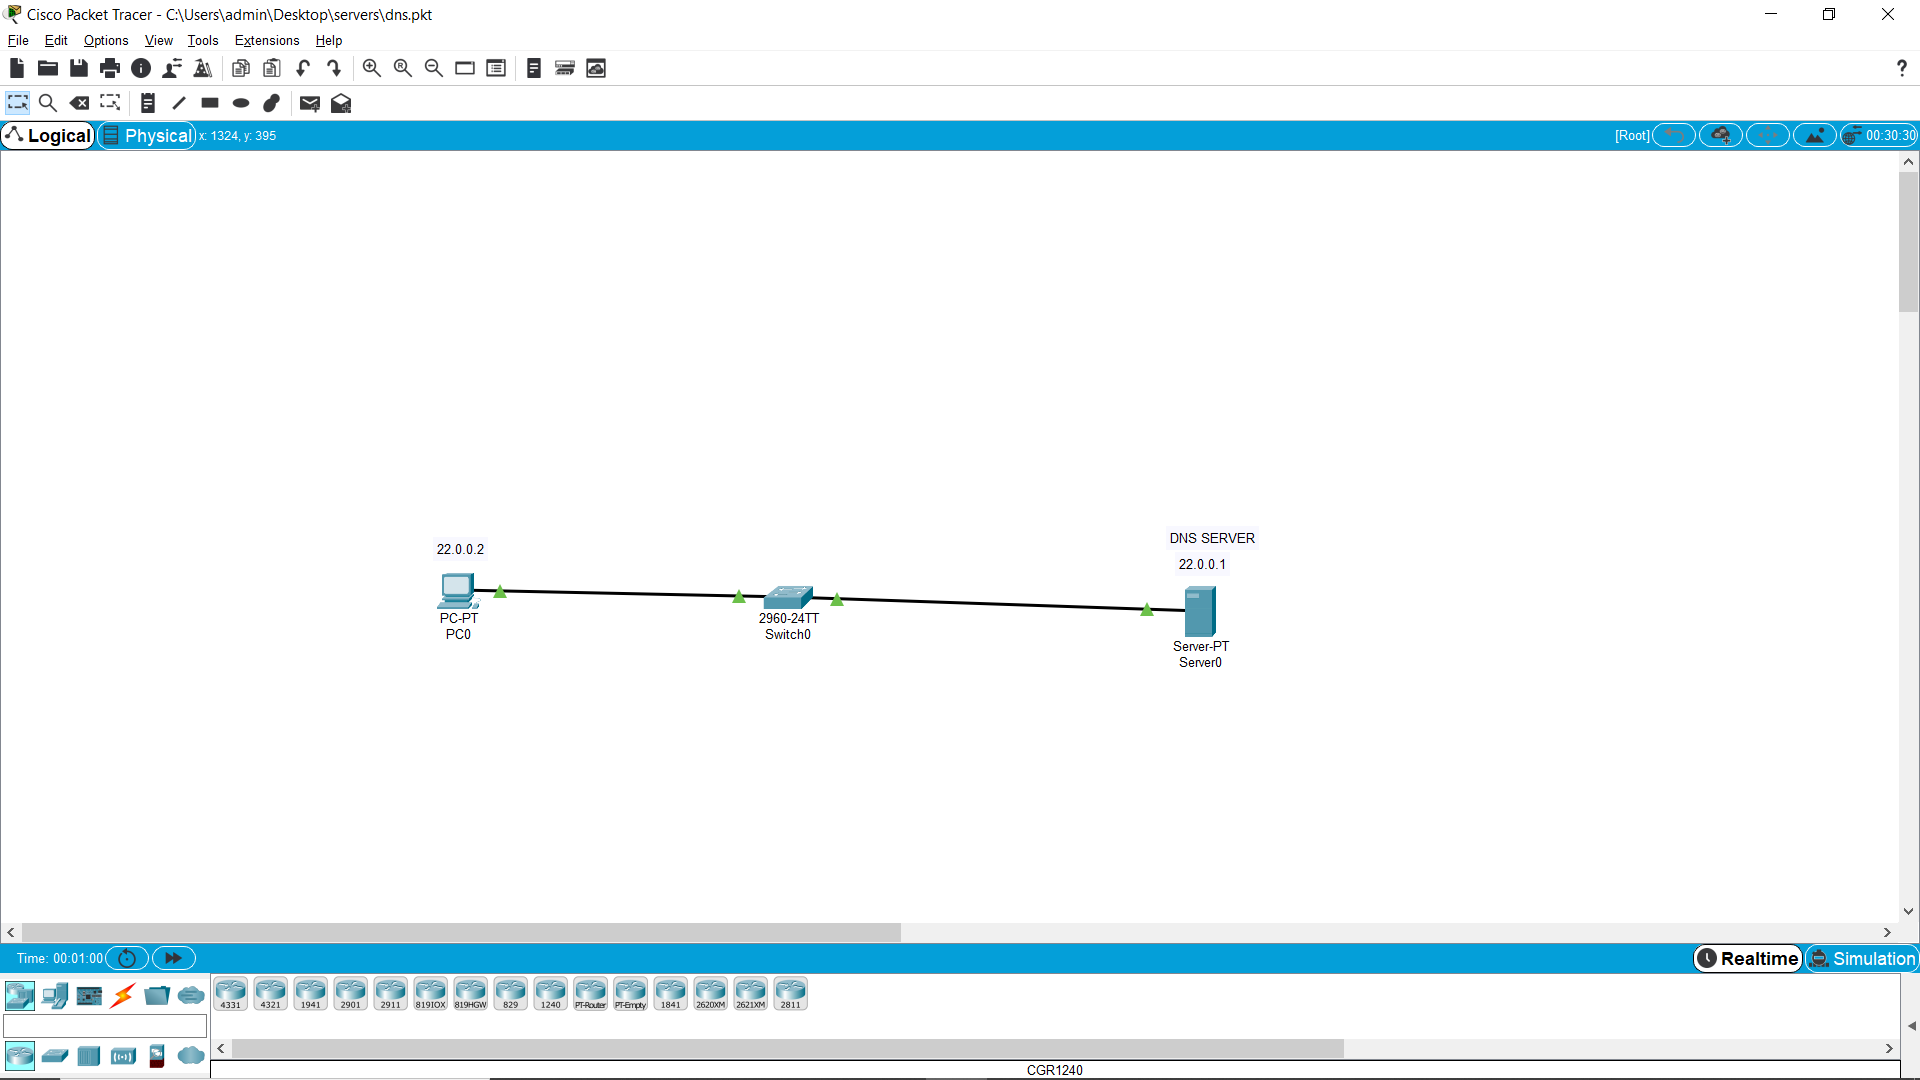 Cisco Packet Tracer - C:\Users\admin\Desktop\servers\dns.pkt
File Edit Options View Tools Extensions Help
?
Logical Physical x: 1324, y: 395 [Root] 00:30:30
DNS SERVER
22.0.0.2
22.0.0.1
PC-PT
PC0
2960-24TT
Switch0
Server-PT
Server0
Time: 00:01:00 Realtime Simulation
4331 4321 1941 2901 2911 819IOX 819HGW 829 1240 PT-Router PT-Empty 1841 2620XM 2621XM 2811
CGR1240